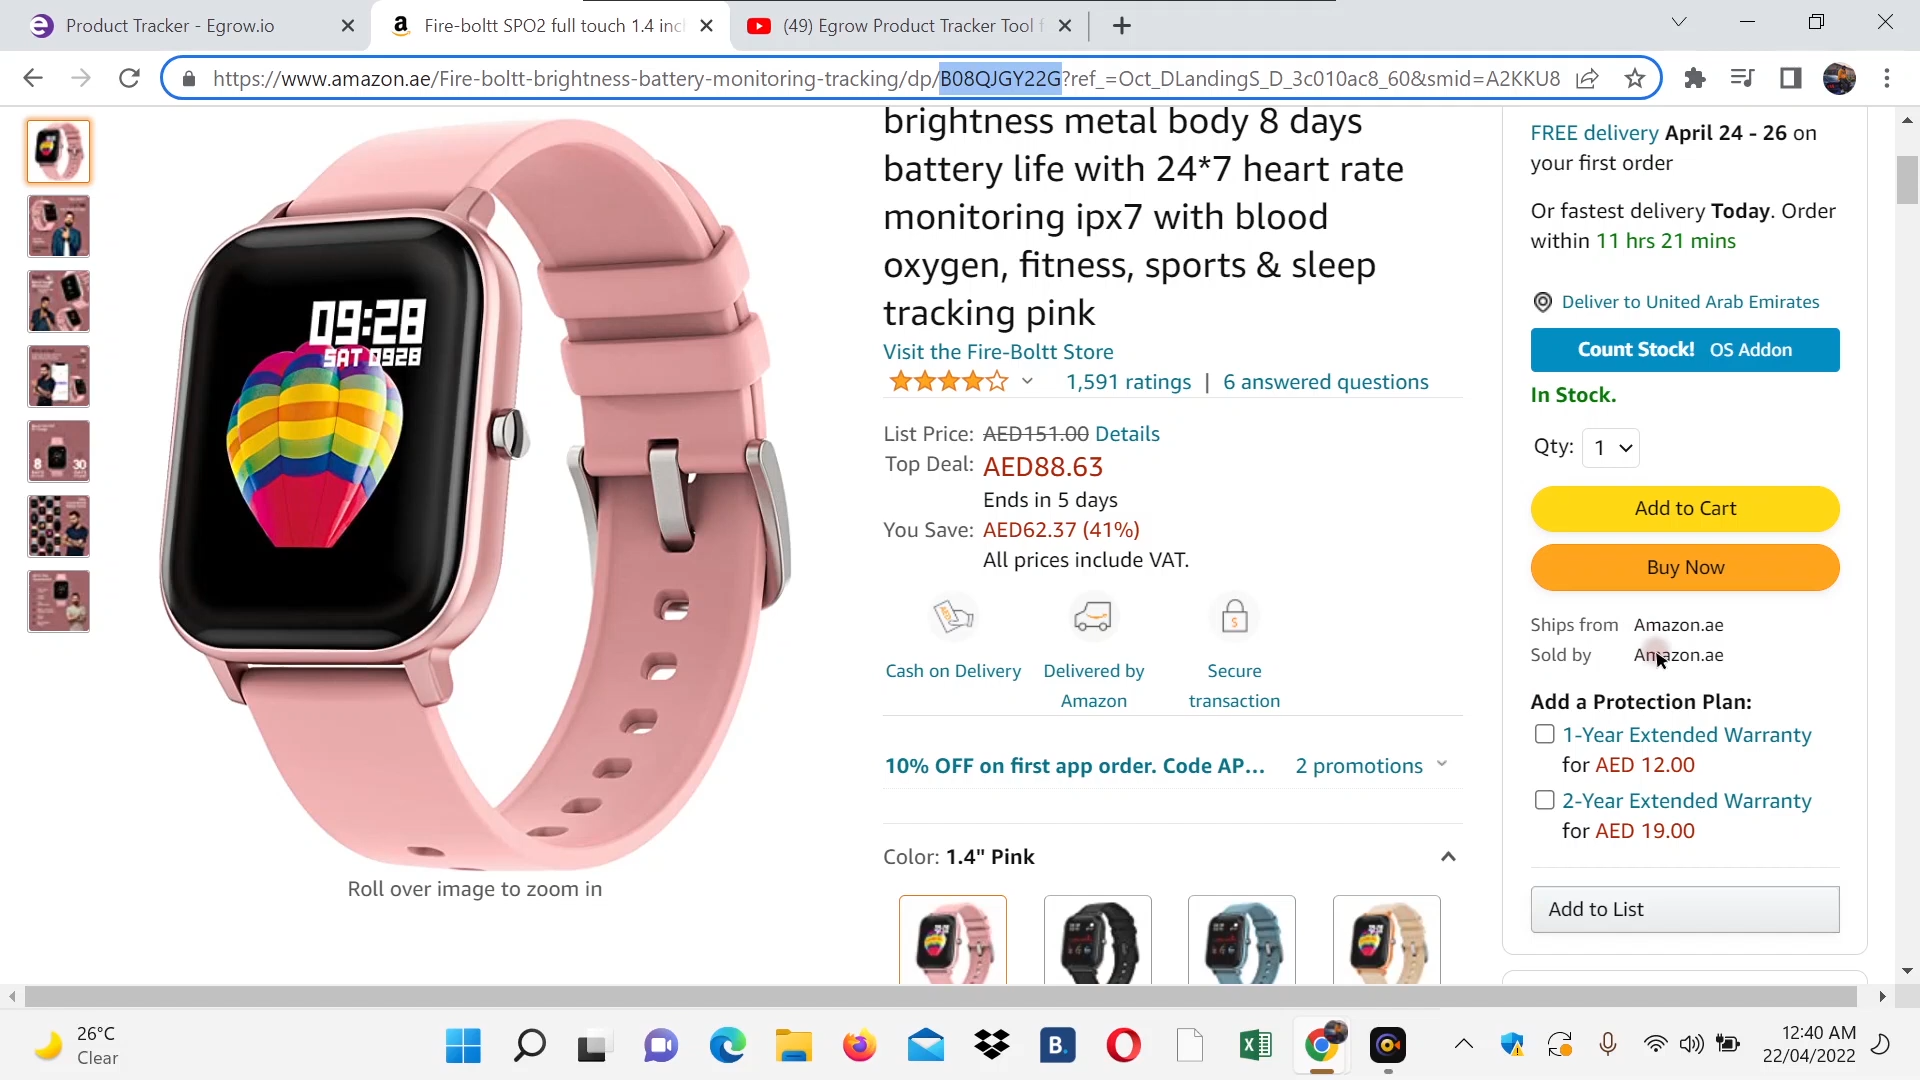 Product Tracker - Egrow.io
Fire-boltt SPO2 full touch 1.4 incl
(49) Egrow Product Tracker Tool f
https://www.amazon.ae/Fire-boltt-brightness-battery-monitoring-tracking/dp/B08QJGY22G?ref_=Oct_DLandingS_D_3c010ac8_60&smid=A2KKU8
brightness metal body 8 days
battery life with 24*7 heart rate
monitoring ipx7 with blood
oxygen, fitness, sports & sleep
tracking pink
Visit the Fire-Boltt Store
1,591 ratings | 6 answered questions
List Price: AED151.00 Details
Top Deal: AED88.63
Ends in 5 days
You Save: AED62.37 (41%)
All prices include VAT.
Cash on Delivery
Delivered by
Amazon
Secure
transaction
10% OFF on first app order. Code AP...
2 promotions
Color: 1.4" Pink
09:28
SAT 0928
Roll over image to zoom in
FREE delivery April 24 - 26 on
your first order
Or fastest delivery Today. Order
within 11 hrs 21 mins
Deliver to United Arab Emirates
Count Stock! OS Addon
In Stock.
Qty: 1
Add to Cart
Buy Now
Ships from Amazon.ae
Sold by Amazon.ae
Add a Protection Plan:
1-Year Extended Warranty
for AED 12.00
2-Year Extended Warranty
for AED 19.00
Add to List
26°C
Clear
B.
12:40 AM
22/04/2022